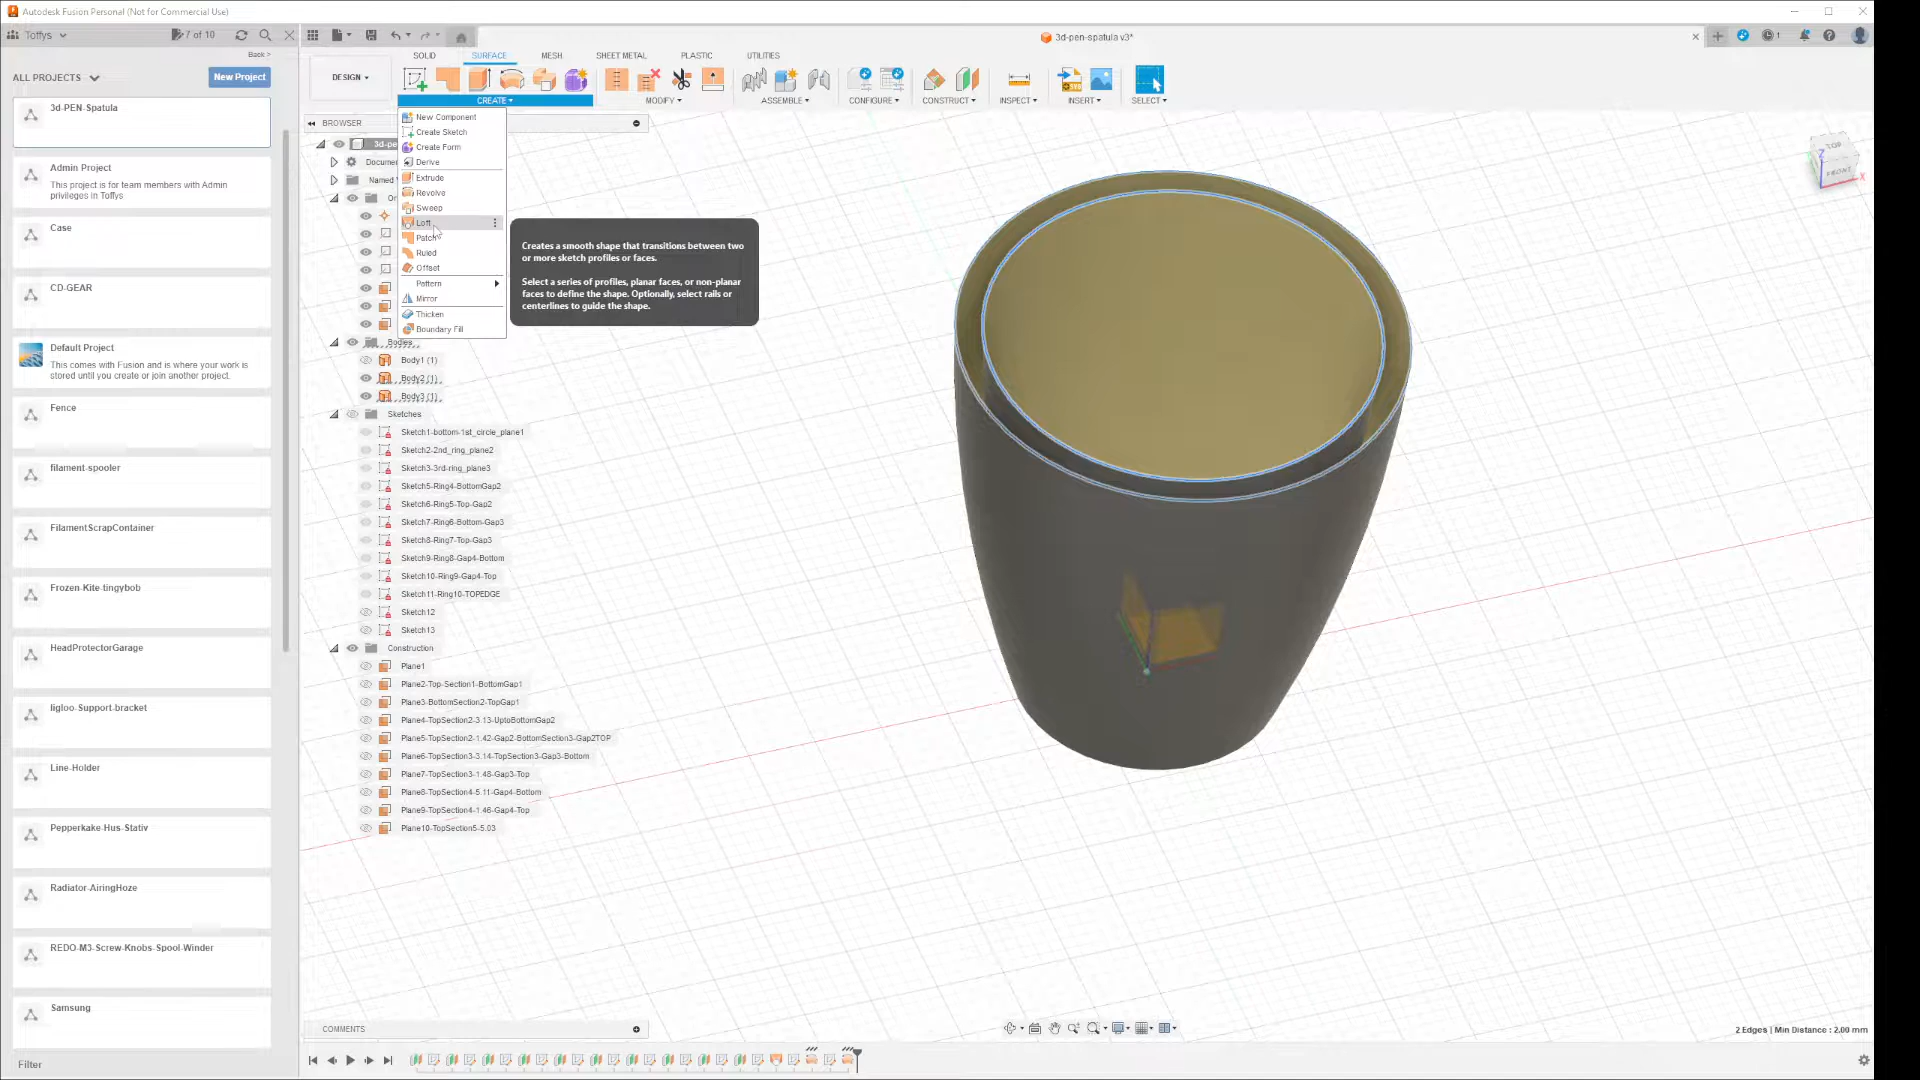 Autodesk Fusion Personal (Not for Commercial Use)
Toffys
7 of 10
3d-pen-spatula v3*
1
Back >
ALL PROJECTS
New Project
3d-PEN-Spatula
Admin Project
This project for team members with Admin
privileges in Toffys
Case
CD-GEAR
Default Project
This comes with Fusion and is where your work is
stored until you create or join another project.
Fence
filament-spooler
FilamentScrapContainer
Frozen-Kite-tingybob
HeadProtectorGarage
Iigloo-Support-bracket
Line-Holder
Pepperkake-Hus-Stativ
Radiator-AiringHoze
REDO-M3-Screw-Knobs-Spool-Winder
Samsung
Filter
DESIGN
SOLID
SURFACE
MESH
SHEET METAL
PLASTIC
UTILITIES
CREATE
MODIFY
ASSEMBLE
CONFIGURE
CONSTRUCT
INSPECT
INSERT
SELECT
BROWSER
New Component
Create Sketch
Create Form
Derive
Extrude
Revolve
Sweep
Loft
Patch
Ruled
Offset
Pattern
Mirror
Thicken
Boundary Fill
Creates a smooth shape that transitions between two
or more sketch profiles or faces.
Select a series of profiles, planar faces, or non-planar
faces to define the shape. Optionally, select rails or
centerlines to guide the shape.
3d-pe
Docume
Named
Or
Bodies
Body1 (1)
Body2 (1)
Body3 (1)
Sketches
Sketch1-bottom-1st_circle_plane1
Sketch2-2nd_ring_plane2
Sketch3-3rd-ring_plane3
Sketch5-Ring4-BottomGap2
Sketch6-Ring5-Top-Gap2
Sketch7-Ring6-Bottom-Gap3
Sketch8-Ring7-Top-Gap3
Sketch9-Ring8-Gap4-Bottom
Sketch10-Ring9-Gap4-Top
Sketch11-Ring10-TOPEDGE
Sketch12
Sketch13
Construction
Plane1
Plane2-Top-Section1-BottomGap1
Plane3-BottomSection2-TopGap1
Plane4-TopSection2-3.13-UptoBottomGap2
Plane5-TopSection2-1.42-Gap2-BottomSection3-Gap2TOP
Plane6-TopSection3-3.14-TopSection3-Gap3-Bottom
Plane7-TopSection3-1.48-Gap3-Top
Plane8-TopSection4-5.11-Gap4-Bottom
Plane9-TopSection4-1.46-Gap4-Top
Plane10-TopSection5-5.03
TOP
FRONT
Z
X
COMMENTS
2 Edges | Min Distance : 2.00 mm